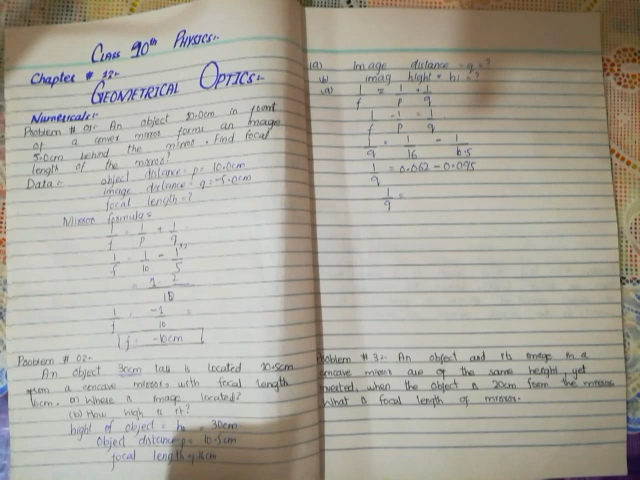 Class 10th Physics:-
Chapter # 12:-
Geometrical Optics:-
Numericals:-
Problem # 01:- An object 10.0cm in front
of a convex mirror forms an image
5.0cm behind the mirror. Find focal
length of the mirror?
Data:- object distance = p = 10.0cm
image distance = q = -5.0cm
focal length = ?
Mirror formula
1/f = 1/p + 1/q
1/f = 1/10 - 1/5
10
1/f = -1/10
f = -10cm
Problem # 02:-
An object 30cm tall is located 10.5cm
from a concave mirror with focal length
16cm. (a) Where is image located?
(b) How high is it?
hight of object = ho = 30cm
Object distance = p = 10.5cm
focal length = f = 16cm
(a) Image distance = q = ?
(b) imag hight = hi = ?
(a) 1/f = 1/p + 1/q
1/f - 1/p = 1/q
1/q = 1/16 - 1/
1/q = 0.062 - 0.095
1/q =
Problem # 3:- An object and its image in a
concave mirror are of the same height, yet
inverted, when the object is 20cm form the mirror.
What is focal length of mirror.